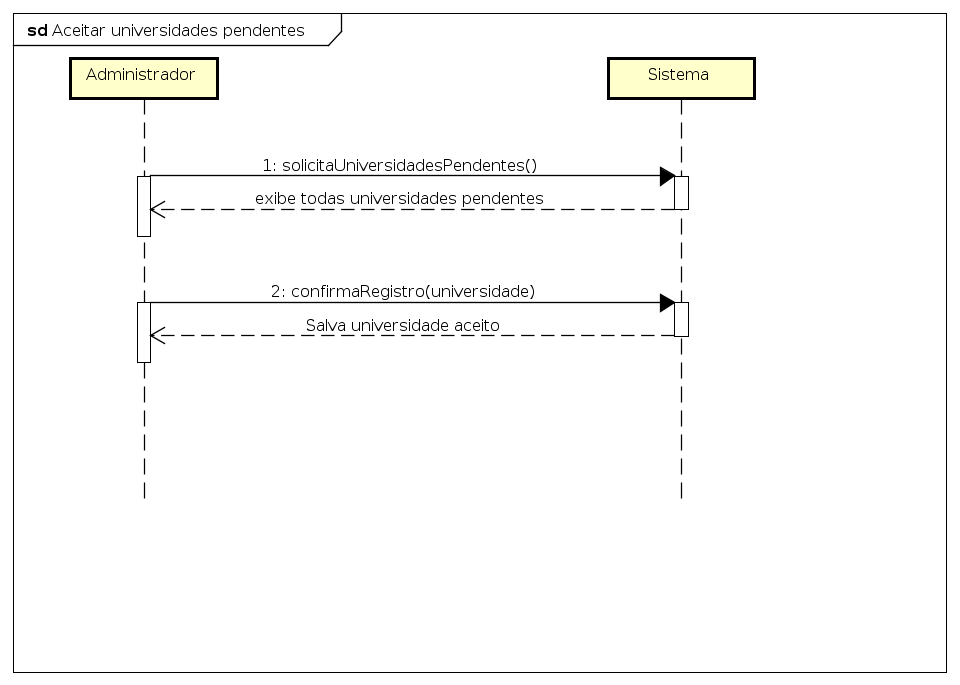 sd Aceitar universidades pendentes
Administrador
Sistema
1: solicitaUniversidadesPendentes()
exibe todas universidades pendentes
2: confirmaRegistro(universidade)
Salva universidade aceito